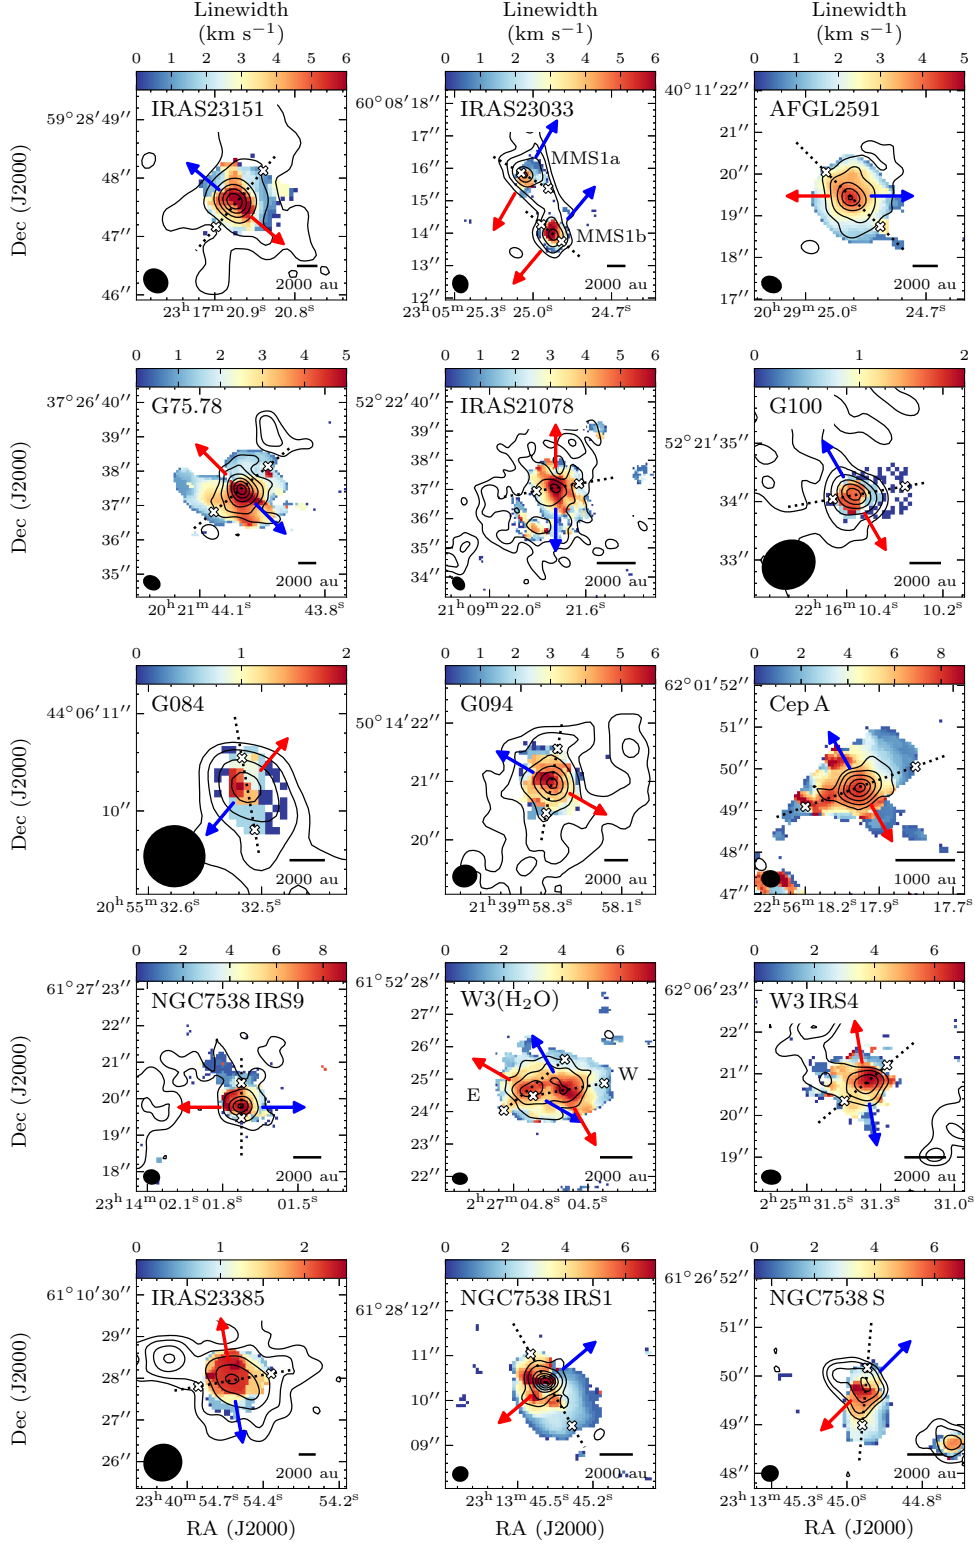 Linewidth Linewidth Linewidth
(km s⁻¹) (km s⁻¹) (km s⁻¹)
0 1 2 3 4 5 6 0 1 2 3 4 5 6 0 1 2 3 4 5
IRAS23151 IRAS23033 AFGL2591
59°28′49″ 48″ 47″ 46″
Dec (J2000)
2000 au
23ʰ17ᵐ20.9ˢ 20.8ˢ
60°08′18″ 17″ 16″ 15″ 14″ 13″ 12″
MMS1a
MMS1b
2000 au
23ʰ05ᵐ25.3ˢ 25.0ˢ 24.7ˢ
40°11′22″ 21″ 20″ 19″ 18″ 17″
2000 au
20ʰ29ᵐ25.0ˢ 24.7ˢ
0 1 2 3 4 5 0 1 2 3 4 5 6 0 1 2
G75.78 IRAS21078 G100
37°26′40″ 39″ 38″ 37″ 36″ 35″
Dec (J2000)
2000 au
20ʰ21ᵐ44.1ˢ 43.8ˢ
52°22′40″ 39″ 38″ 37″ 36″ 35″ 34″
2000 au
21ʰ09ᵐ22.0ˢ 21.6ˢ
52°21′35″ 34″ 33″
2000 au
22ʰ16ᵐ10.4ˢ 10.2ˢ
0 1 2 0 1 2 3 4 5 6 0 2 4 6 8
G084 G094 Cep A
44°06′11″ 10″
Dec (J2000)
2000 au
20ʰ55ᵐ32.6ˢ 32.5ˢ
50°14′22″ 21″ 20″
2000 au
21ʰ39ᵐ58.3ˢ 58.1ˢ
62°01′52″ 51″ 50″ 49″ 48″ 47″
1000 au
22ʰ56ᵐ18.2ˢ 17.9ˢ 17.7ˢ
0 2 4 6 8 0 2 4 6 0 2 4 6
NGC7538 IRS9 W3(H₂O) W3 IRS4
61°27′23″ 22″ 21″ 20″ 19″ 18″
Dec (J2000)
2000 au
23ʰ14ᵐ02.1ˢ 01.8ˢ 01.5ˢ
61°52′28″ 27″ 26″ 25″ 24″ 23″ 22″
E W
2000 au
2ʰ27ᵐ04.8ˢ 04.5ˢ
62°06′23″ 22″ 21″ 20″ 19″
2000 au
2ʰ25ᵐ31.5ˢ 31.3ˢ 31.0ˢ
0 1 2 0 2 4 6 0 2 4 6
IRAS23385 NGC7538 IRS1 NGC7538 S
61°10′30″ 29″ 28″ 27″ 26″
Dec (J2000)
2000 au
23ʰ40ᵐ54.7ˢ 54.4ˢ 54.2ˢ
61°28′12″ 11″ 10″ 09″
2000 au
23ʰ13ᵐ45.5ˢ 45.2ˢ
61°26′52″ 51″ 50″ 49″ 48″
2000 au
23ʰ13ᵐ45.3ˢ 45.0ˢ 44.8ˢ
RA (J2000) RA (J2000) RA (J2000)